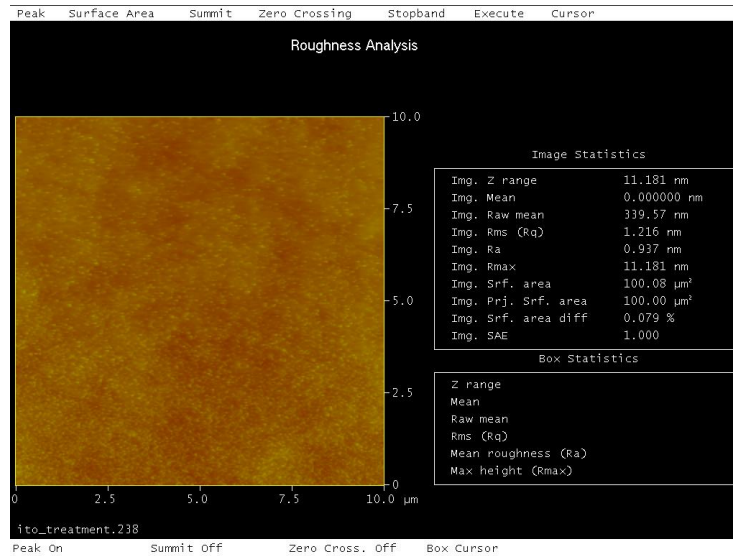 Peak Surface Area Summit Zero Crossing Stopband Execute Cursor
Roughness Analysis
10.0
7.5
5.0
2.5
0
0 2.5 5.0 7.5 10.0 µm
Image Statistics
Img. Z range 11.181 nm
Img. Mean 0.000000 nm
Img. Raw mean 339.57 nm
Img. Rms (Rq) 1.216 nm
Img. Ra 0.937 nm
Img. Rmax 11.181 nm
Img. Srf. area 100.08 µm²
Img. Prj. Srf. area 100.00 µm²
Img. Srf. area diff 0.079 %
Img. SAE 1.000
Box Statistics
Z range
Mean
Raw mean
Rms (Rq)
Mean roughness (Ra)
Max height (Rmax)
ito_treatment.238
Peak On Summit Off Zero Cross. Off Box Cursor